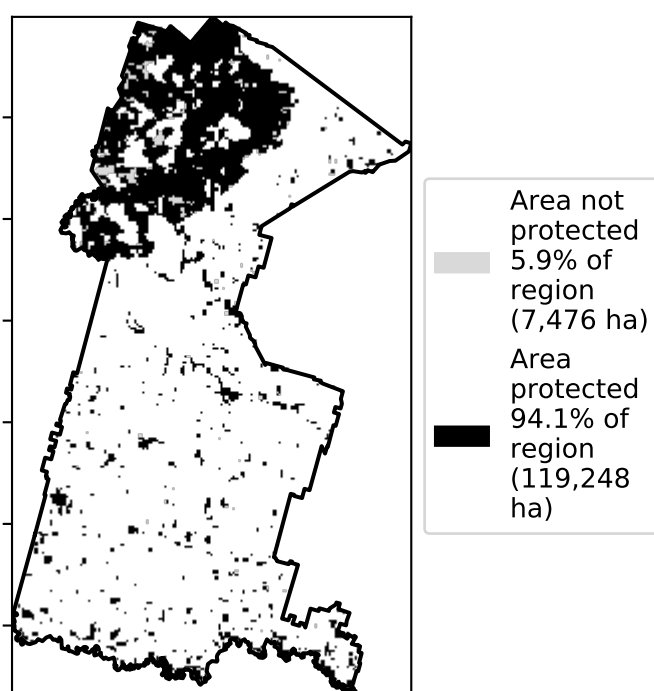 Area not
protected
5.9% of
region
(7,476 ha)
Area
protected
94.1% of
region
(119,248
ha)